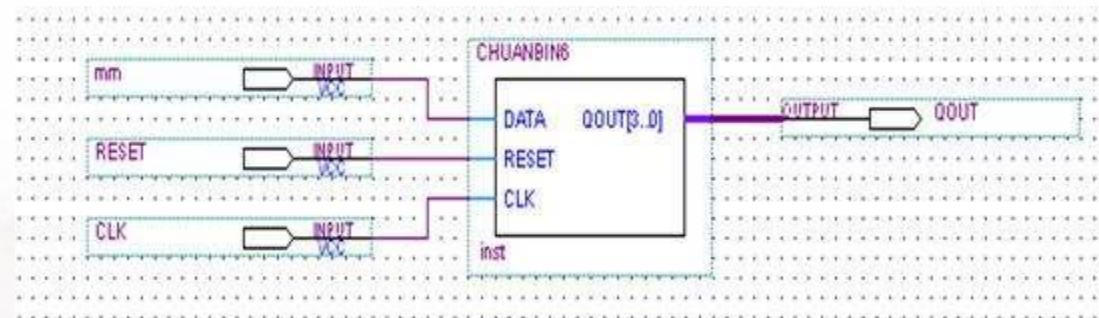 CHUANBIN6
mm INPUT
VCC
DATA QOUT[3..0] OUTPUT QOUT
RESET INPUT
VCC
RESET
CLK
CLK INPUT
VCC
inst